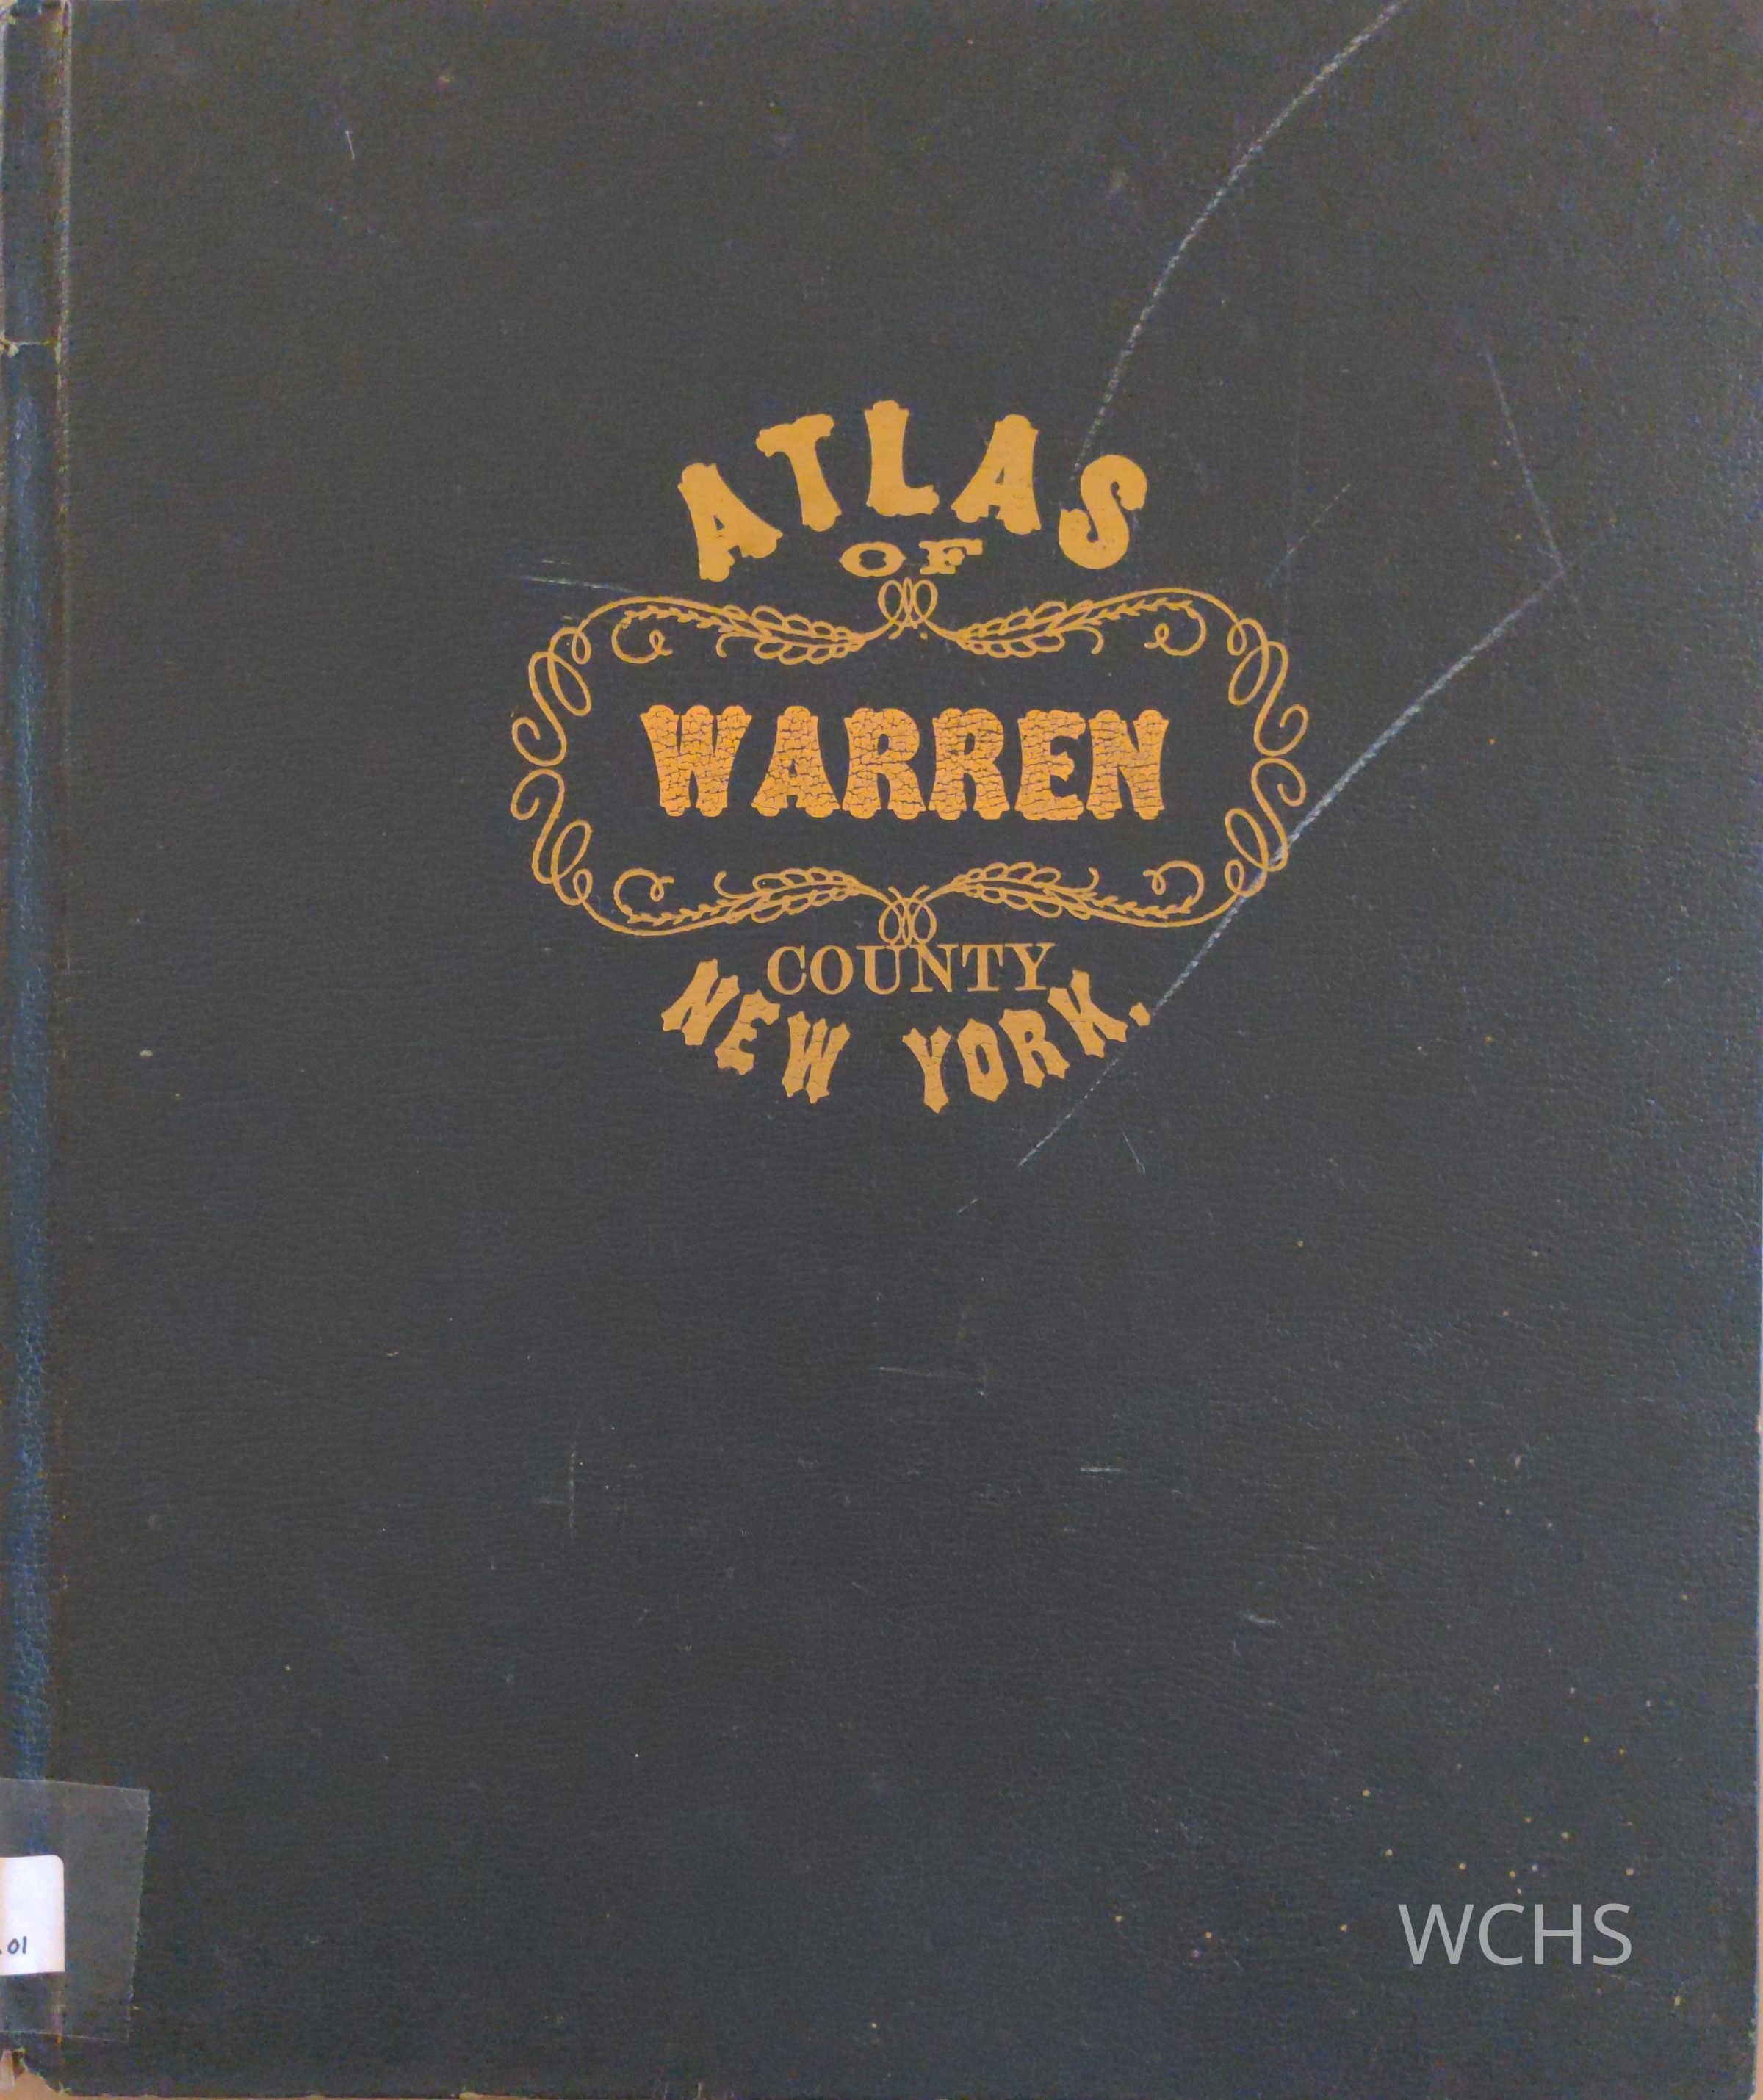 ATLAS
OF
WARREN
COUNTY
NEW YORK.
.01
WCHS